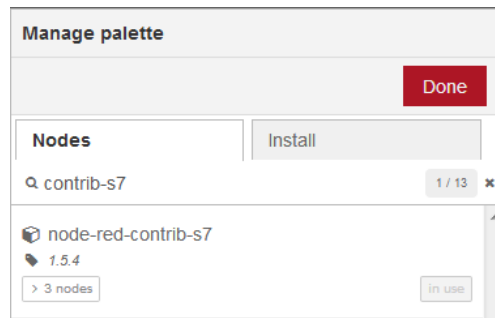 Manage palette
Done
Nodes
Install
contrib-s7
1 / 13
node-red-contrib-s7
1.5.4
> 3 nodes
in use